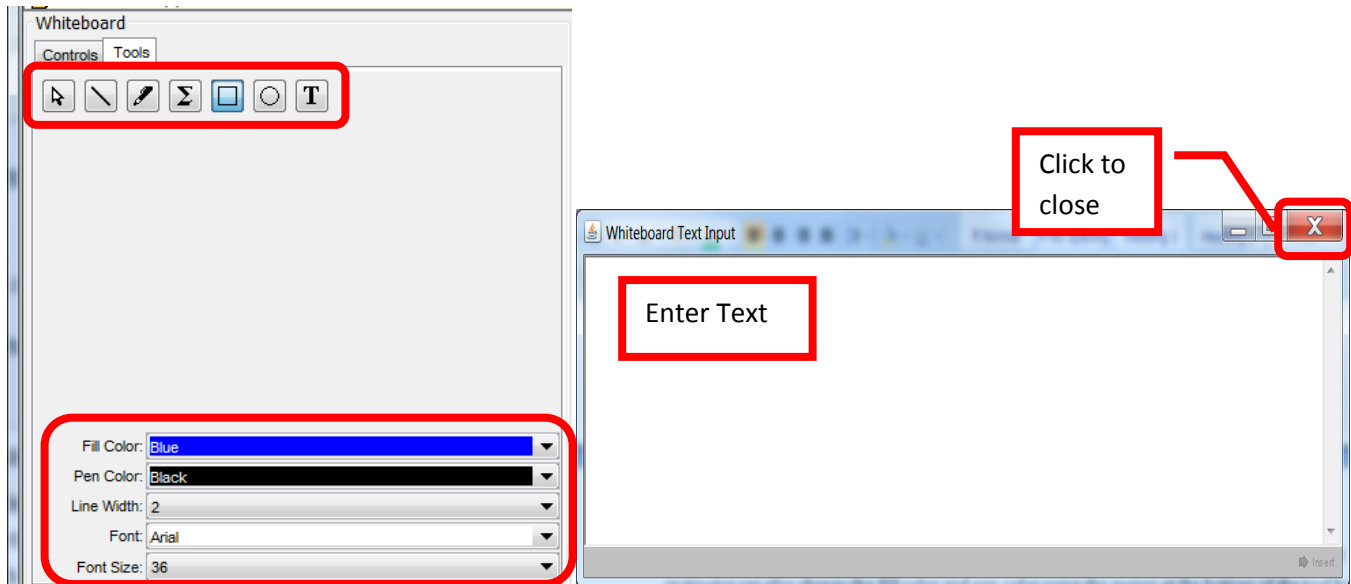 Whiteboard
Controls Tools
Σ T
Fill Color: Blue
Pen Color: Black
Line Width: 2
Font: Arial
Font Size: 36
Click to
close
Whiteboard Text Input
X
Enter Text
Insert